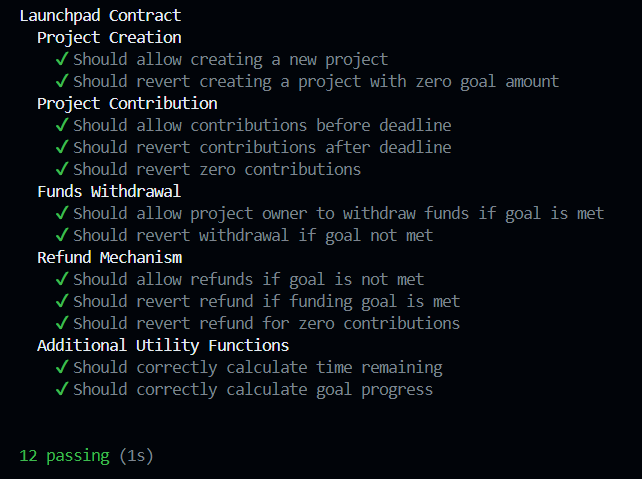 Launchpad Contract
Project Creation
✓ Should allow creating a new project
✓ Should revert creating a project with zero goal amount
Project Contribution
✓ Should allow contributions before deadline
✓ Should revert contributions after deadline
✓ Should revert zero contributions
Funds Withdrawal
✓ Should allow project owner to withdraw funds if goal is met
✓ Should revert withdrawal if goal not met
Refund Mechanism
✓ Should allow refunds if goal is not met
✓ Should revert refund if funding goal is met
✓ Should revert refund for zero contributions
Additional Utility Functions
✓ Should correctly calculate time remaining
✓ Should correctly calculate goal progress
12 passing (1s)